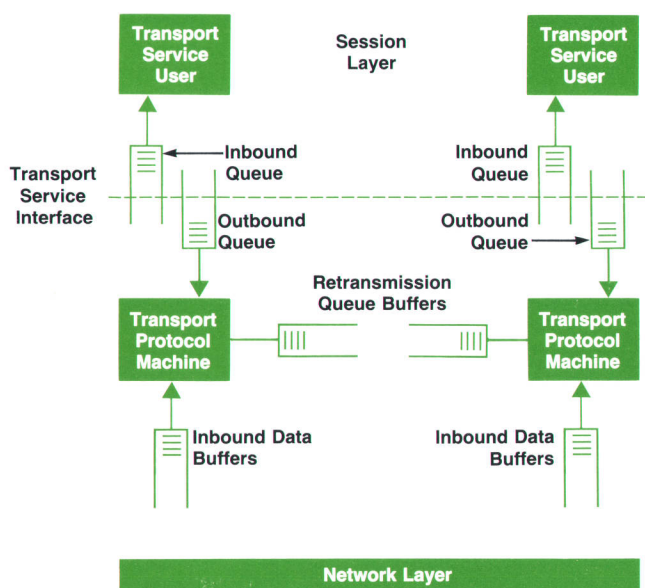 Transport
Service
User
Session
Layer
Transport
Service
User
Inbound
Queue
Inbound
Queue
Transport
Service
Interface
Outbound
Queue
Outbound
Queue
Retransmission
Queue Buffers
Transport
Protocol
Machine
Transport
Protocol
Machine
Inbound Data
Buffers
Inbound Data
Buffers
Network Layer